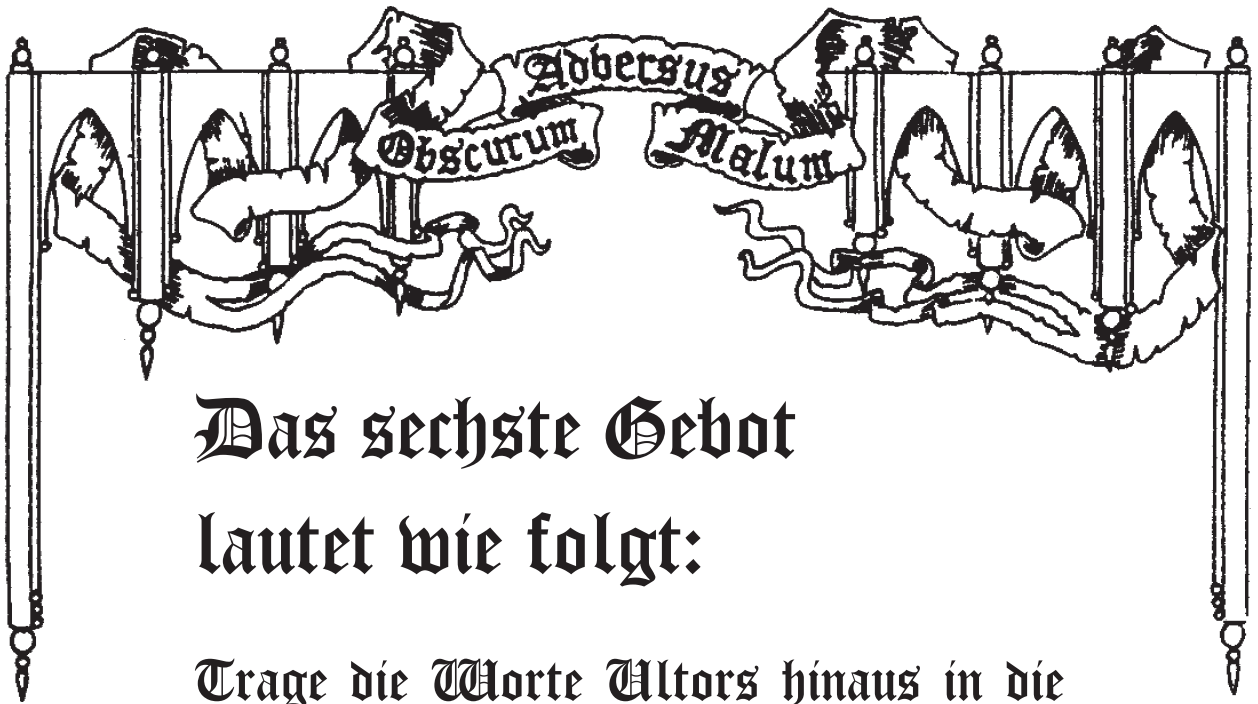 Adversus
Obscurum Malum
Das sechste Gebot
lautet wie folgt:
Trage die Worte Ultors hinaus in die